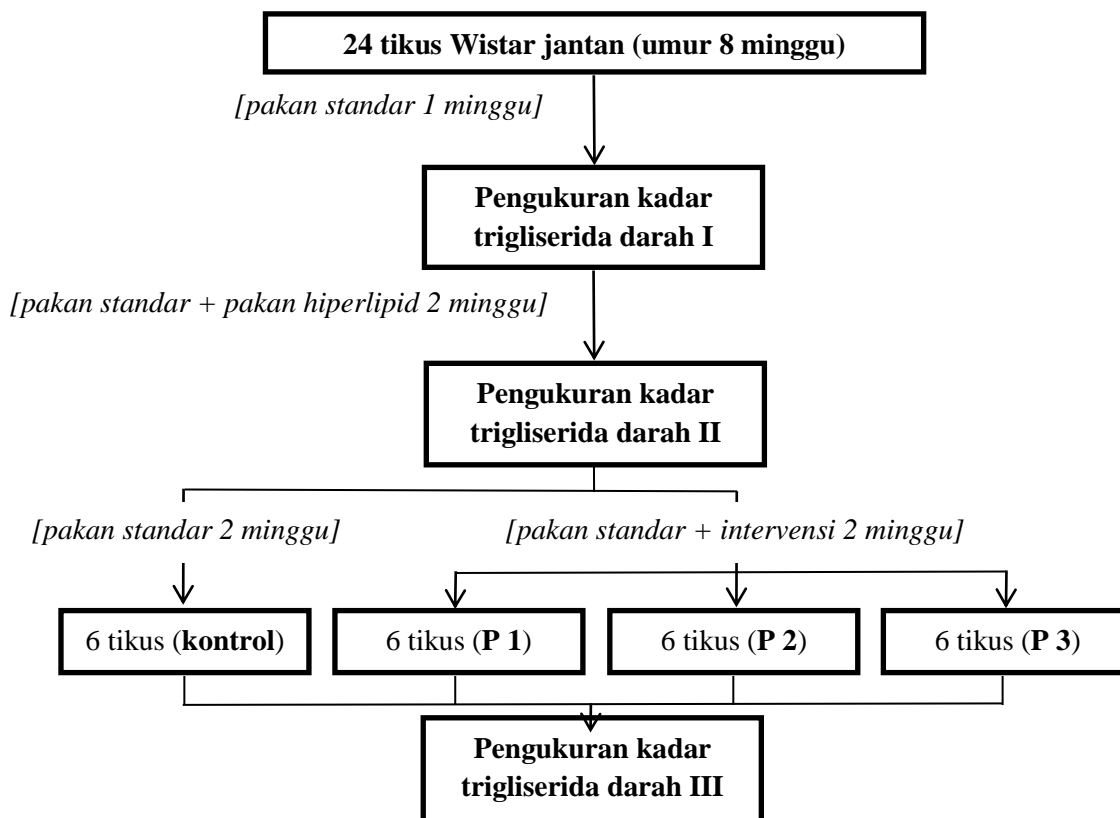 24 tikus Wistar jantan (umur 8 minggu)
[pakan standar 1 minggu]
Pengukuran kadar
trigliserida darah I
[pakan standar + pakan hiperlipid 2 minggu]
Pengukuran kadar
trigliserida darah II
[pakan standar 2 minggu]
[pakan standar + intervensi 2 minggu]
6 tikus (kontrol)
6 tikus (P 1)
6 tikus (P 2)
6 tikus (P 3)
Pengukuran kadar
trigliserida darah III